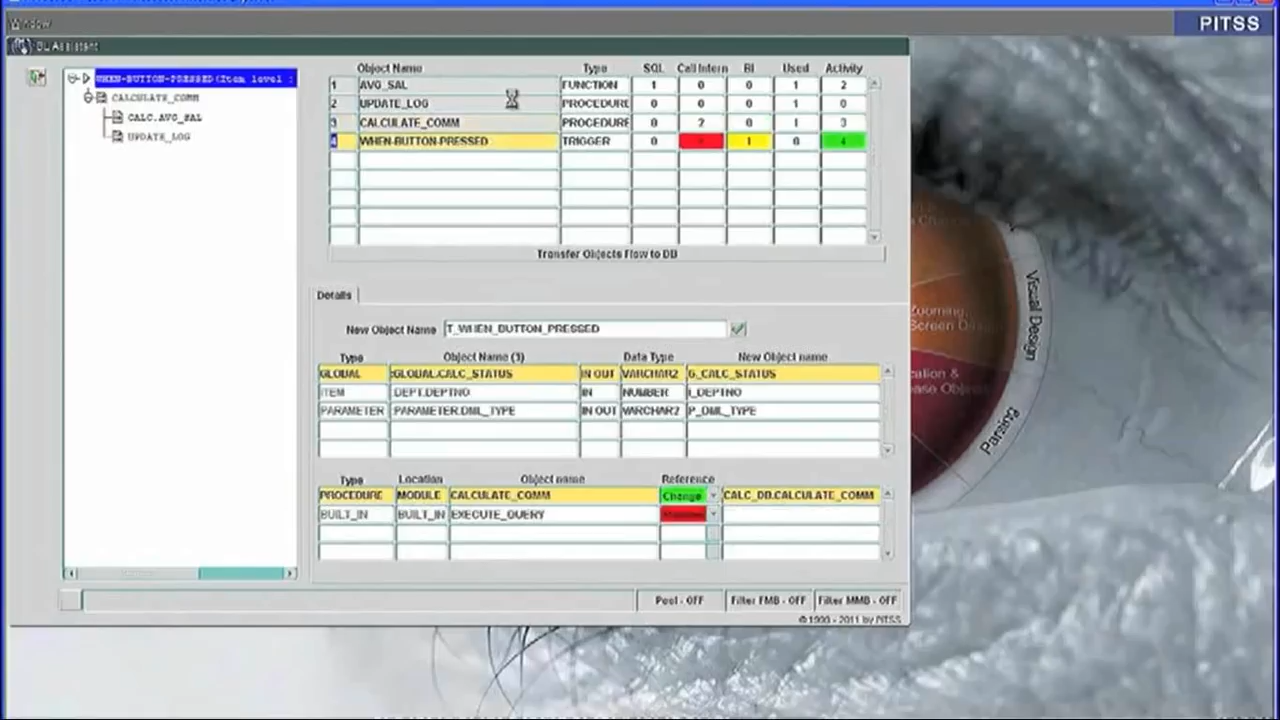 Window
PITSS
BL Assistant
WHEN-BUTTON-PRESSED(Item level :
CALCULATE_COMM
CALC.AVG_SAL
UPDATE_LOG
Object Name Type SQL Call Intern BI Used Activity
1 AVG_SAL FUNCTION 1 0 0 1 2
2 UPDATE_LOG PROCEDURE 0 0 0 1 0
3 CALCULATE_COMM PROCEDURE 0 2 0 1 3
4 WHEN-BUTTON-PRESSED TRIGGER 0 1 0 4
Transfer Objects Flow to DB
Details
New Object Name T_WHEN_BUTTON_PRESSED
Type Object Name (3) Data Type New Object name
GLOBAL :GLOBAL.CALC_STATUS IN OUT VARCHAR2 G_CALC_STATUS
ITEM DEPT.DEPTNO IN NUMBER I_DEPTNO
PARAMETER PARAMETER.DML_TYPE IN OUT VARCHAR2 P_DML_TYPE
Type Location Object name Reference
PROCEDURE MODULE CALCULATE_COMM Change CALC_DB.CALCULATE_COMM
BUILT_IN BUILT_IN EXECUTE_QUERY
Pool - OFF Filter FMB - OFF Filter MMB - OFF
© 1999 - 2011 by PITSS
Zooming,
Screen
Visual Design
Parsing